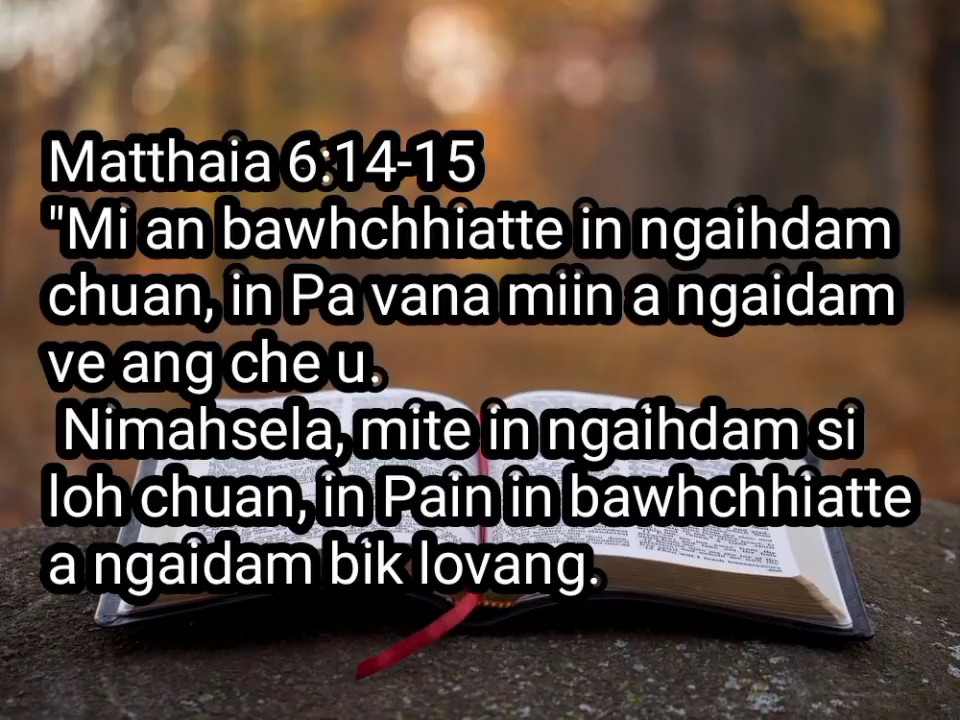 Matthaia 6:14-15
"Mi an bawhchhiatte in ngaihdam
chuan, in Pa vana miin a ngaidam
ve ang che u.
Nimahsela, mite in ngaihdam si
loh chuan, in Pain in bawhchhiatte
a ngaidam bik lovang.